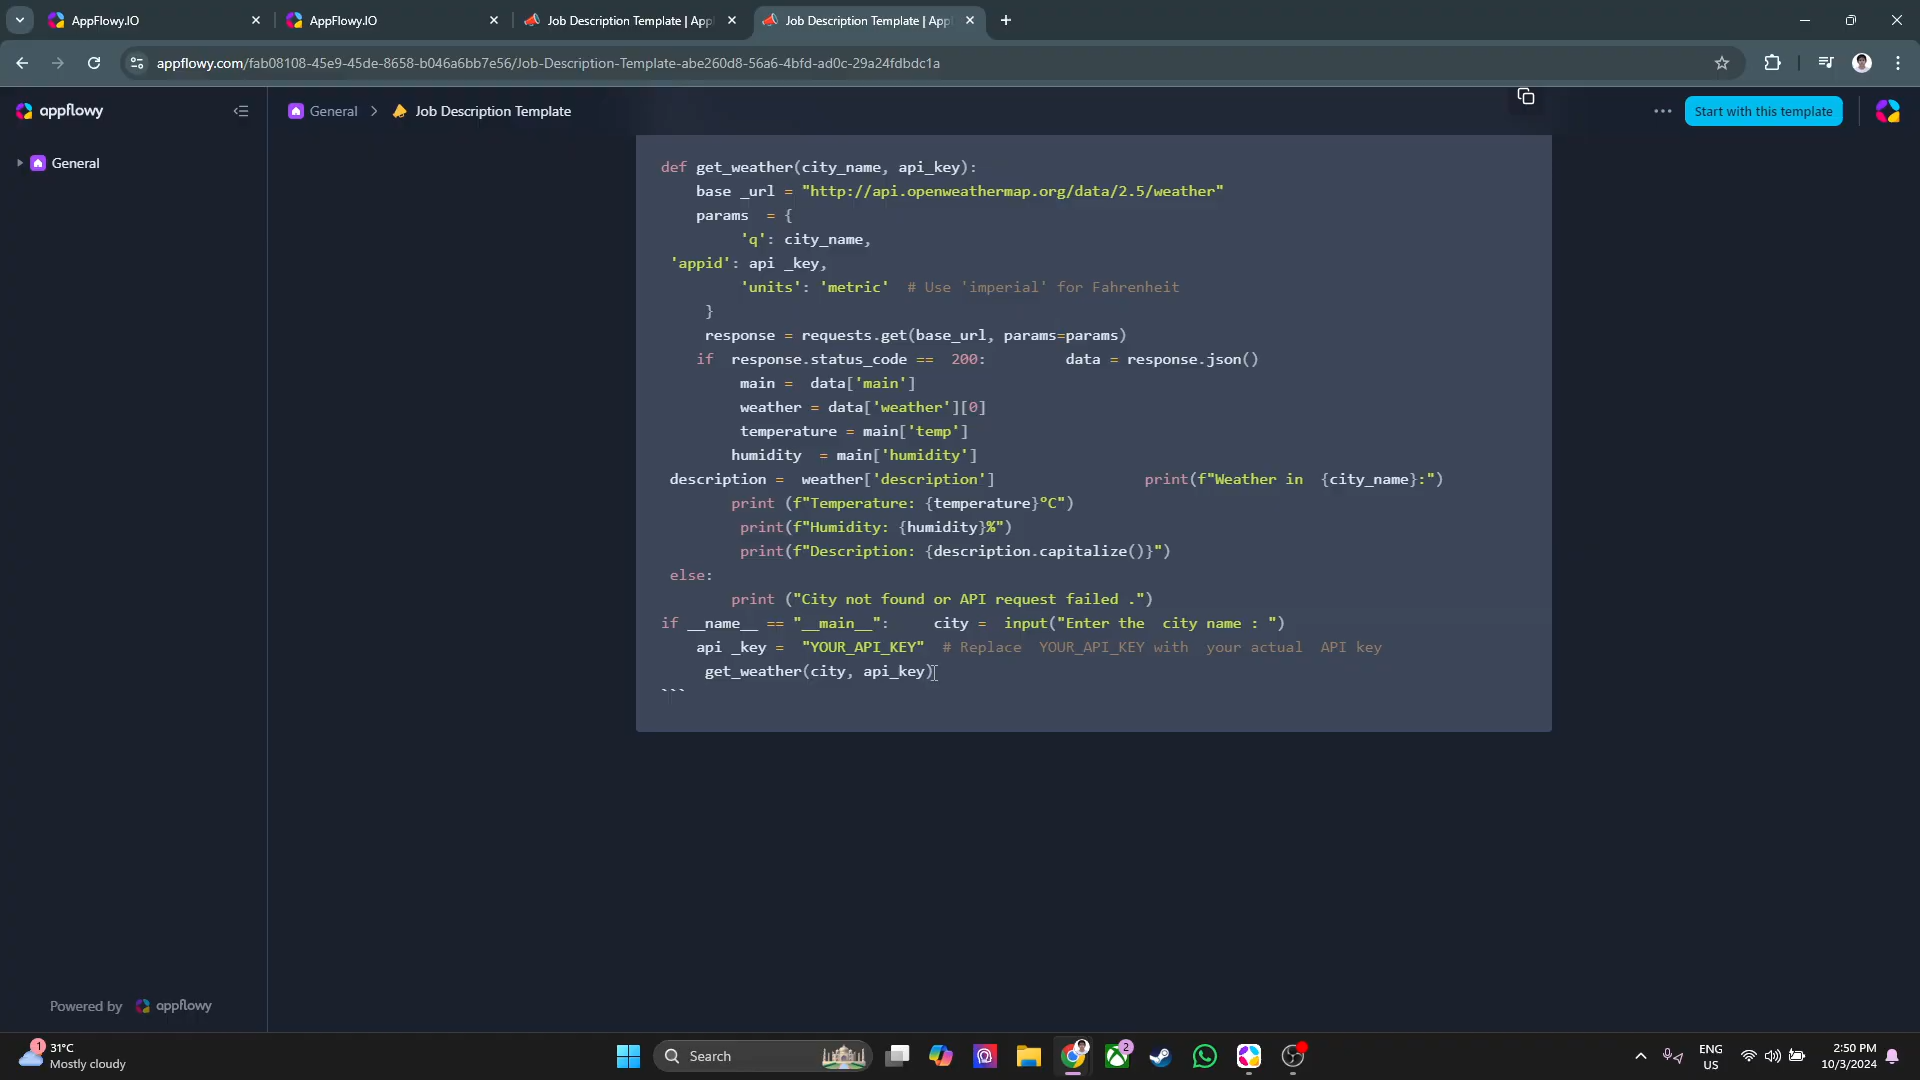 AppFlowy.IO
AppFlowy.IO
Job Description Template | App
Job Description Template | App
appflowy.com/fab08108-45e9-45de-8658-b046a6bb7e56/Job-Description-Template-abe260d8-56a6-4bfd-ad0c-29a24fdbdc1a
appflowy
General > Job Description Template
Start with this template
General
def get_weather(city_name, api_key):
    base _url = "http://api.openweathermap.org/data/2.5/weather"
    params  = {
         'q': city_name,
 'appid': api _key,
         'units': 'metric'  # Use 'imperial' for Fahrenheit
     }
     response = requests.get(base_url, params=params)
    if  response.status_code ==  200:         data = response.json()
         main =  data['main']
         weather = data['weather'][0]
         temperature = main['temp']
        humidity  = main['humidity']
 description =  weather['description']                 print(f"Weather in  {city_name}:")
        print (f"Temperature: {temperature}°C")
         print(f"Humidity: {humidity}%")
         print(f"Description: {description.capitalize()}")
 else:
        print ("City not found or API request failed .")
if __name__ == "__main__":     city =  input("Enter the  city name : ")
    api _key =  "YOUR_API_KEY"  # Replace  YOUR_API_KEY with  your actual  API key
     get_weather(city, api_key)
```
Powered by appflowy
1
31°C
Mostly cloudy
Search
2
ENG
US
2:50 PM
10/3/2024